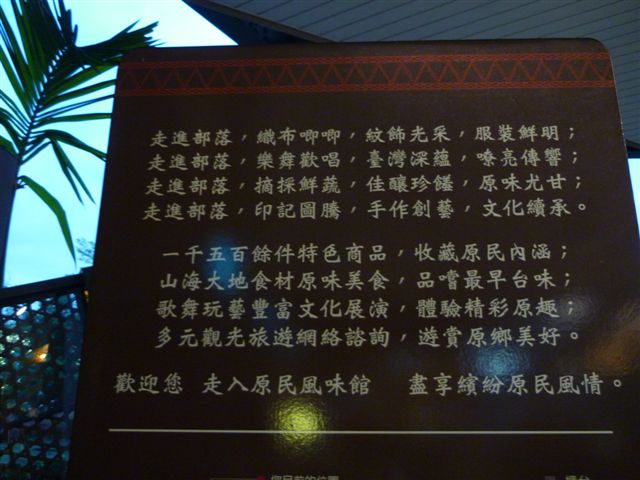 走進部落，織布唧唧，紋飾光采，服裝鮮明；
走進部落，樂舞歡唱，臺灣深蘊，嘹亮傳響；
走進部落，摘採鮮蔬，佳釀珍饈，原味尤甘；
走進部落，印記圖騰，手作創藝，文化續承。
一千五百餘件特色商品，收藏原民內涵；
山海大地食材原味美食，品嚐最早台味；
歌舞玩藝豐富文化展演，體驗精彩原趣；
多元觀光旅遊網絡諮詢，遊賞原鄉美好。
歡迎您 走入原民風味館 盡享繽紛原民風情。